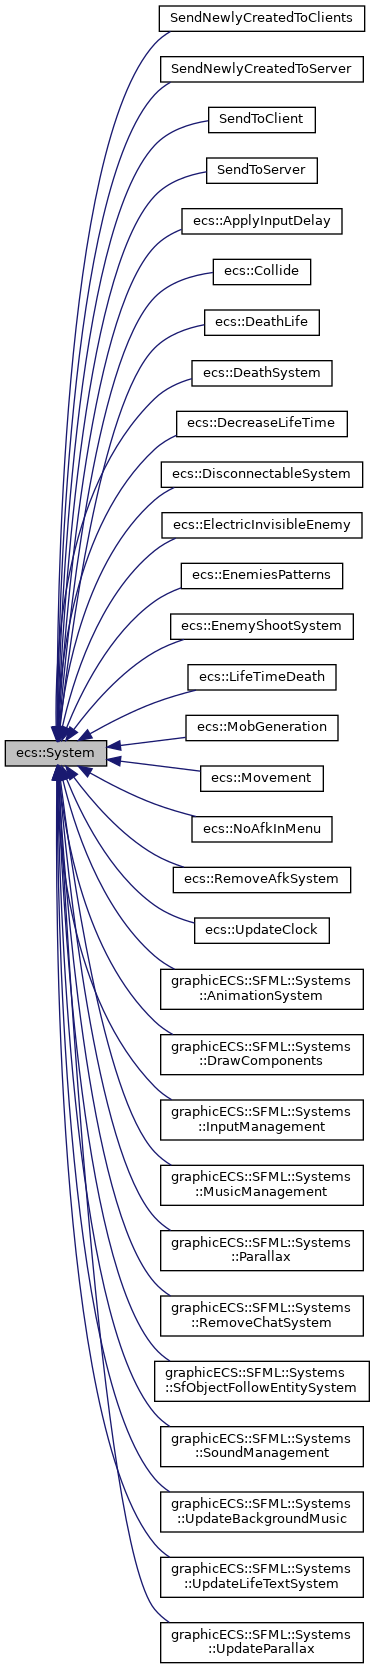 SendNewlyCreatedToClients
SendNewlyCreatedToServer
SendToClient
SendToServer
ecs::ApplyInputDelay
ecs::Collide
ecs::DeathLife
ecs::DeathSystem
ecs::DecreaseLifeTime
ecs::DisconnectableSystem
ecs::ElectricInvisibleEnemy
ecs::EnemiesPatterns
ecs::EnemyShootSystem
ecs::LifeTimeDeath
ecs::MobGeneration
ecs::System
ecs::Movement
ecs::NoAfkInMenu
ecs::RemoveAfkSystem
ecs::UpdateClock
graphicECS::SFML::Systems
::AnimationSystem
graphicECS::SFML::Systems
::DrawComponents
graphicECS::SFML::Systems
::InputManagement
graphicECS::SFML::Systems
::MusicManagement
graphicECS::SFML::Systems
::Parallax
graphicECS::SFML::Systems
::RemoveChatSystem
graphicECS::SFML::Systems
::SfObjectFollowEntitySystem
graphicECS::SFML::Systems
::SoundManagement
graphicECS::SFML::Systems
::UpdateBackgroundMusic
graphicECS::SFML::Systems
::UpdateLifeTextSystem
graphicECS::SFML::Systems
::UpdateParallax